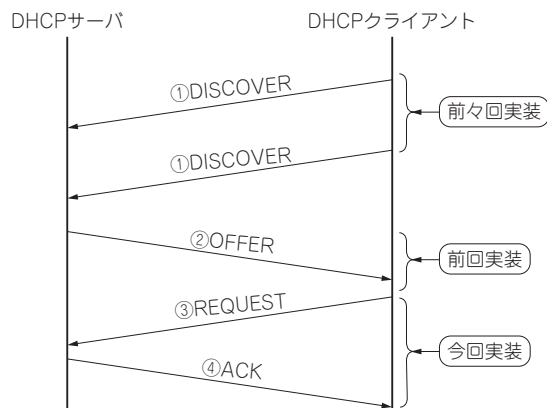 DHCPサーバ
DHCPクライアント
①DISCOVER
前々回実装
①DISCOVER
②OFFER
前回実装
③REQUEST
今回実装
④ACK